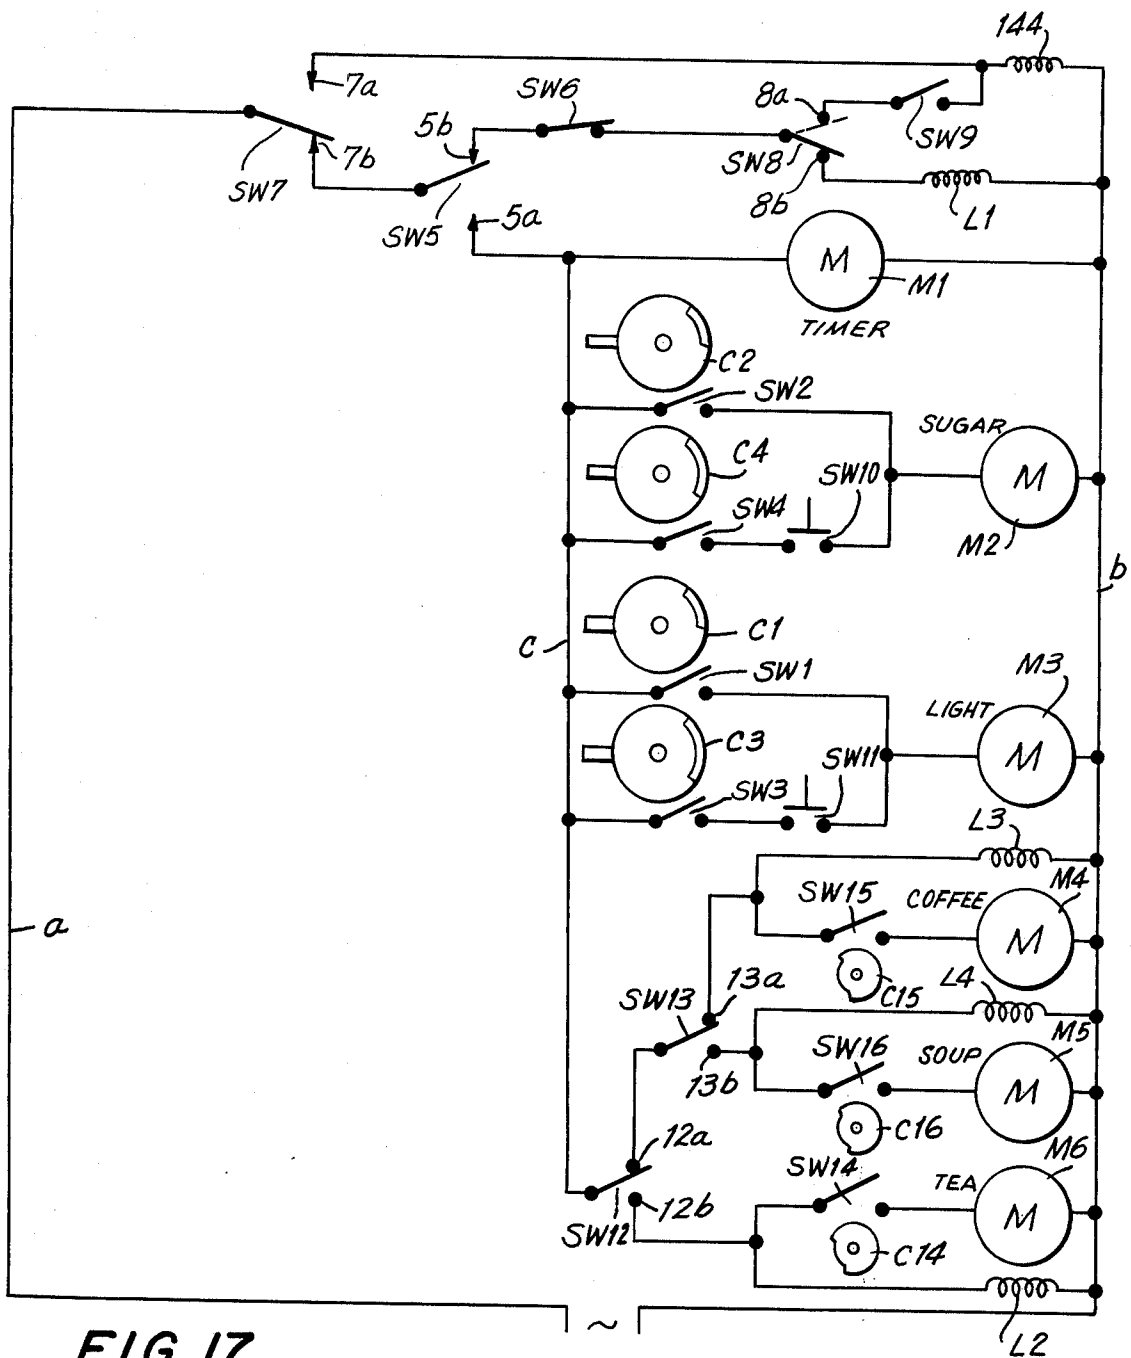 144
7a
SW6
8a
5b
SW9
7b
SW8
SW7
8b
5a
L1
SW5
M
M1
TIMER
C2
SW2
SUGAR
C4
SW10
M
SW4
M2
b
C1
C
SW1
M3
LIGHT
C3
M
SW11
SW3
L3
M4
SW15
COFFEE
a
M
13a
L4
C15
SW13
M5
SW16
SOUP
13b
M
C16
12a
M6
SW14
TEA
12b
M
SW12
C14
~
L2
FIG. 17